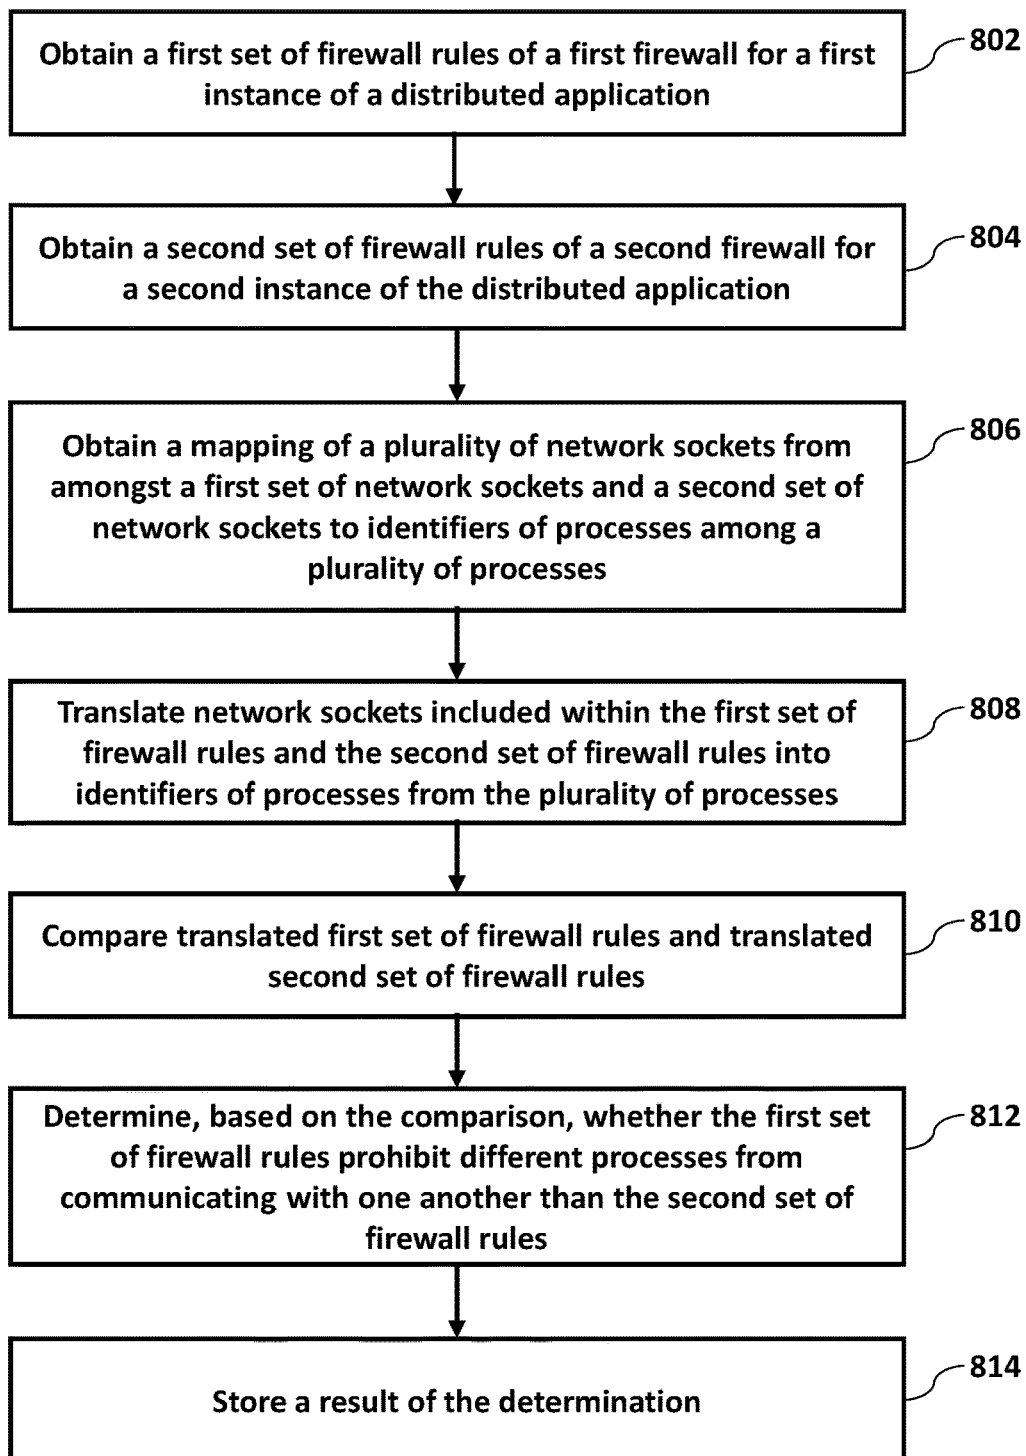 Obtain a first set of firewall rules of a first firewall for a first
802
instance of a distributed application
Obtain a second set of firewall rules of a second firewall for
804
a second instance of the distributed application
Obtain a mapping of a plurality of network sockets from
806
amongst a first set of network sockets and a second set of
network sockets to identifiers of processes among a
plurality of processes
Translate network sockets included within the first set of
808
firewall rules and the second set of firewall rules into
identifiers of processes from the plurality of processes
Compare translated first set of firewall rules and translated
810
second set of firewall rules
Determine, based on the comparison, whether the first set
812
of firewall rules prohibit different processes from
communicating with one another than the second set of
firewall rules
Store a result of the determination
814